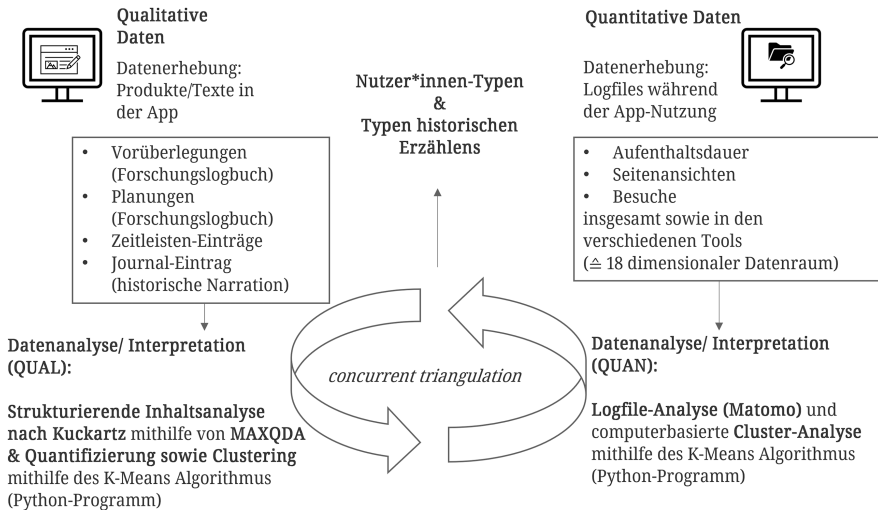 Qualitative
Daten
Datenerhebung:
Produkte/Texte in
der App
• Vorüberlegungen
(Forschungslogbuch)
• Planungen
(Forschungslogbuch)
• Zeitleisten-Einträge
• Journal-Eintrag
(historische Narration)
Datenanalyse/ Interpretation
(QUAL):
Strukturierende Inhaltsanalyse
nach Kuckartz mithilfe von MAXQDA
& Quantifizierung sowie Clustering
mithilfe des K-Means Algorithmus
(Python-Programm)
Nutzer*innen-Typen
&
Typen historischen
Erzählens
concurrent triangulation
Quantitative Daten
Datenerhebung:
Logfiles während
der App-Nutzung
• Aufenthaltsdauer
• Seitenansichten
• Besuche
insgesamt sowie in den
verschiedenen Tools
(≙ 18 dimensionaler Datenraum)
Datenanalyse/ Interpretation
(QUAN):
Logfile-Analyse (Matomo) und
computerbasierte Cluster-Analyse
mithilfe des K-Means Algorithmus
(Python-Programm)